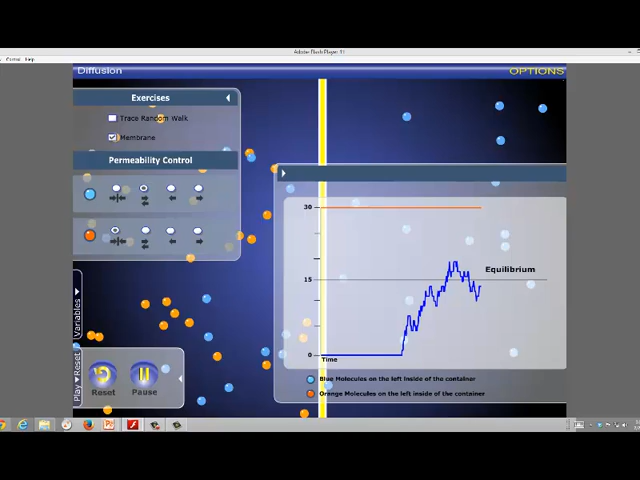 Adobe Flash Player 11
Control Help
Diffusion OPTIONS
Exercises
Trace Random Walk
Membrane
Permeability Control
30
15
Equilibrium
0
Time
Variables
Play Reset
Reset Pause
Blue Molecules on the left inside of the container
Orange Molecules on the left inside of the container